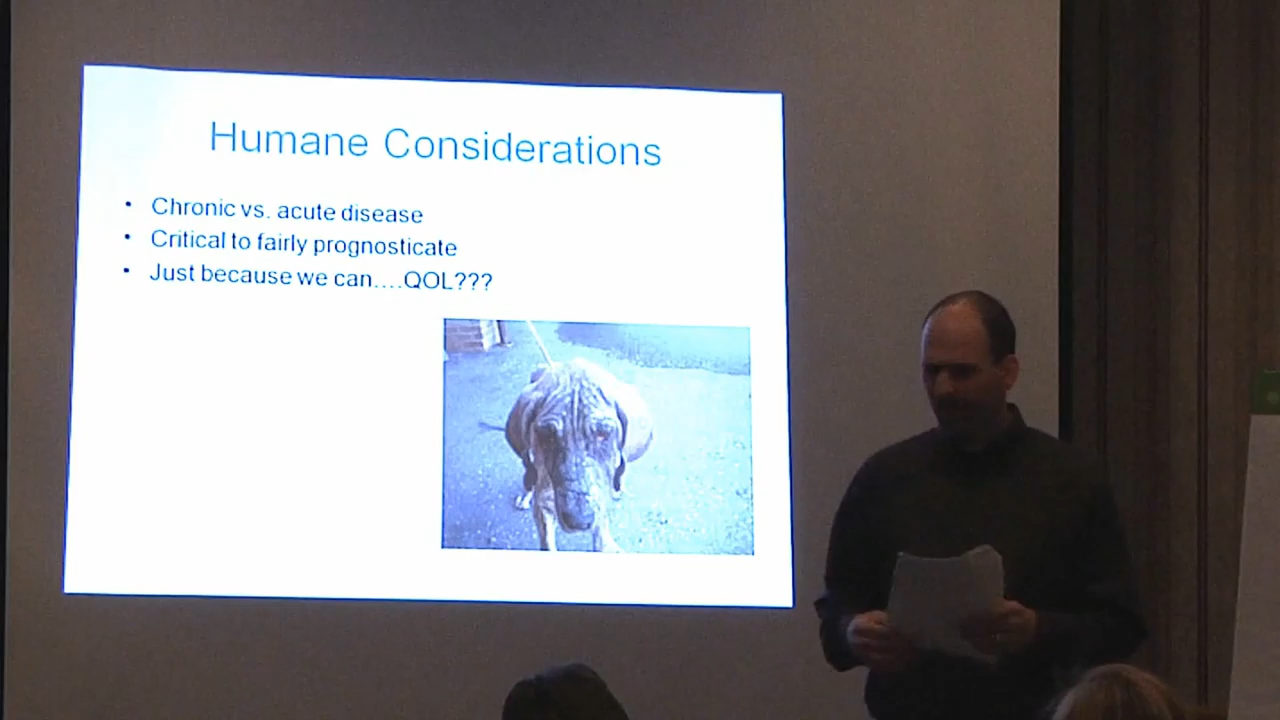 Humane Considerations
• Chronic vs. acute disease
• Critical to fairly prognosticate
• Just because we can....QOL???